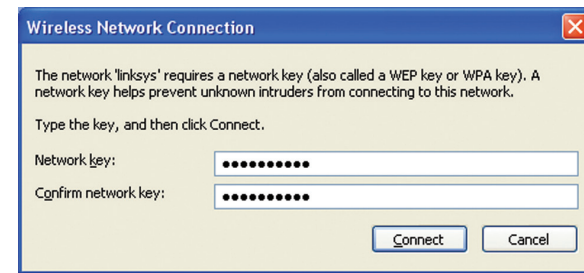 Wireless Network Connection
The network 'linksys' requires a network key (also called a WEP key or WPA key). A
network key helps prevent unknown intruders from connecting to this network.
Type the key, and then click Connect.
Network key: ●●●●●●●●●●
Confirm network key: ●●●●●●●●●●
Connect Cancel